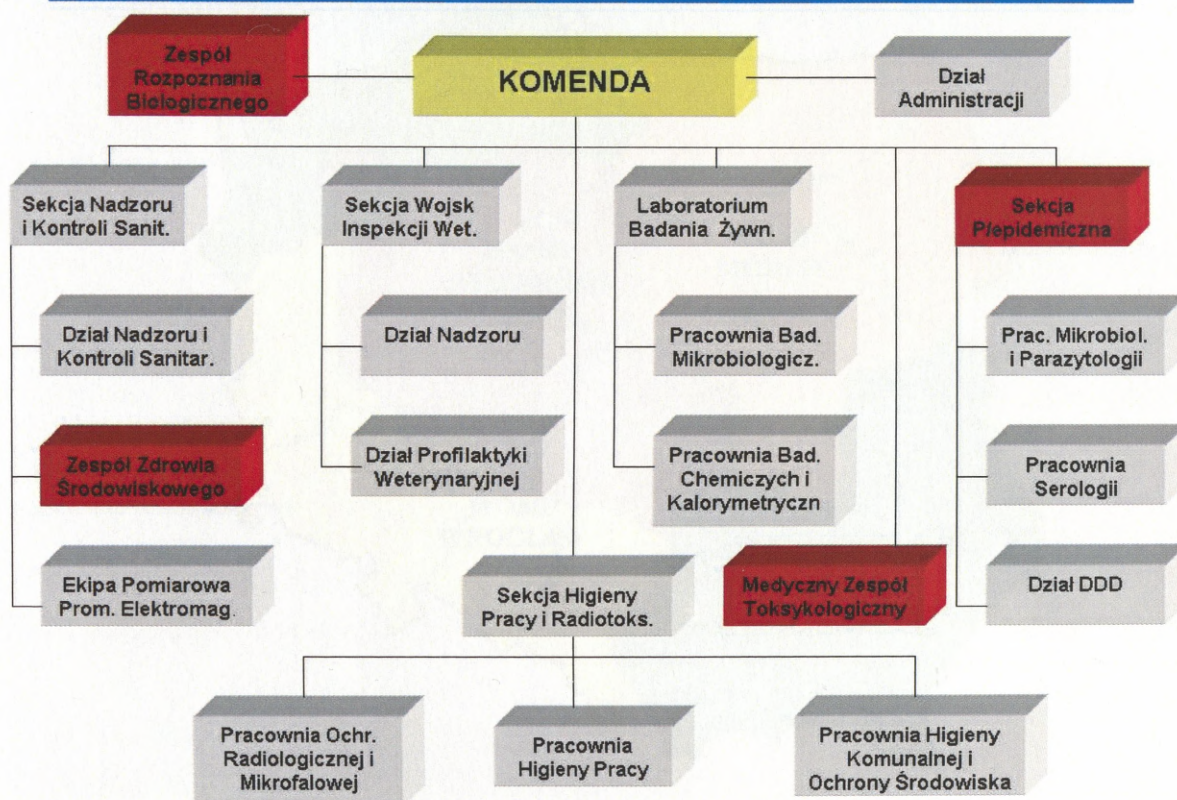 Zespół
Rozpoznania
Biologicznego
KOMENDA
Dział
Administracji
Sekcja Nadzoru
i Kontroli Sanit.
Sekcja Wojsk
Inspekcji Wet.
Laboratorium
Badania Żywn.
Sekcja
P/epidemiczna
Dział Nadzoru i
Kontroli Sanitar.
Dział Nadzoru
Pracownia Bad.
Mikrobiologicz.
Prac. Mikrobiol.
i Parazytologii
Zespół Zdrowia
Środowiskowego
Dział Profilaktyki
Weterynaryjnej
Pracownia Bad.
Chemiczych i
Kalorymetryczn
Pracownia
Serologii
Ekipa Pomiarowa
Prom. Elektromag.
Sekcja Higieny
Pracy i Radiotoks.
Medyczny Zespół
Toksykologiczny
Dział DDD
Pracownia Ochr.
Radiologicznej i
Mikrofalowej
Pracownia
Higieny Pracy
Pracownia Higieny
Komunalnej i
Ochrony Środowiska